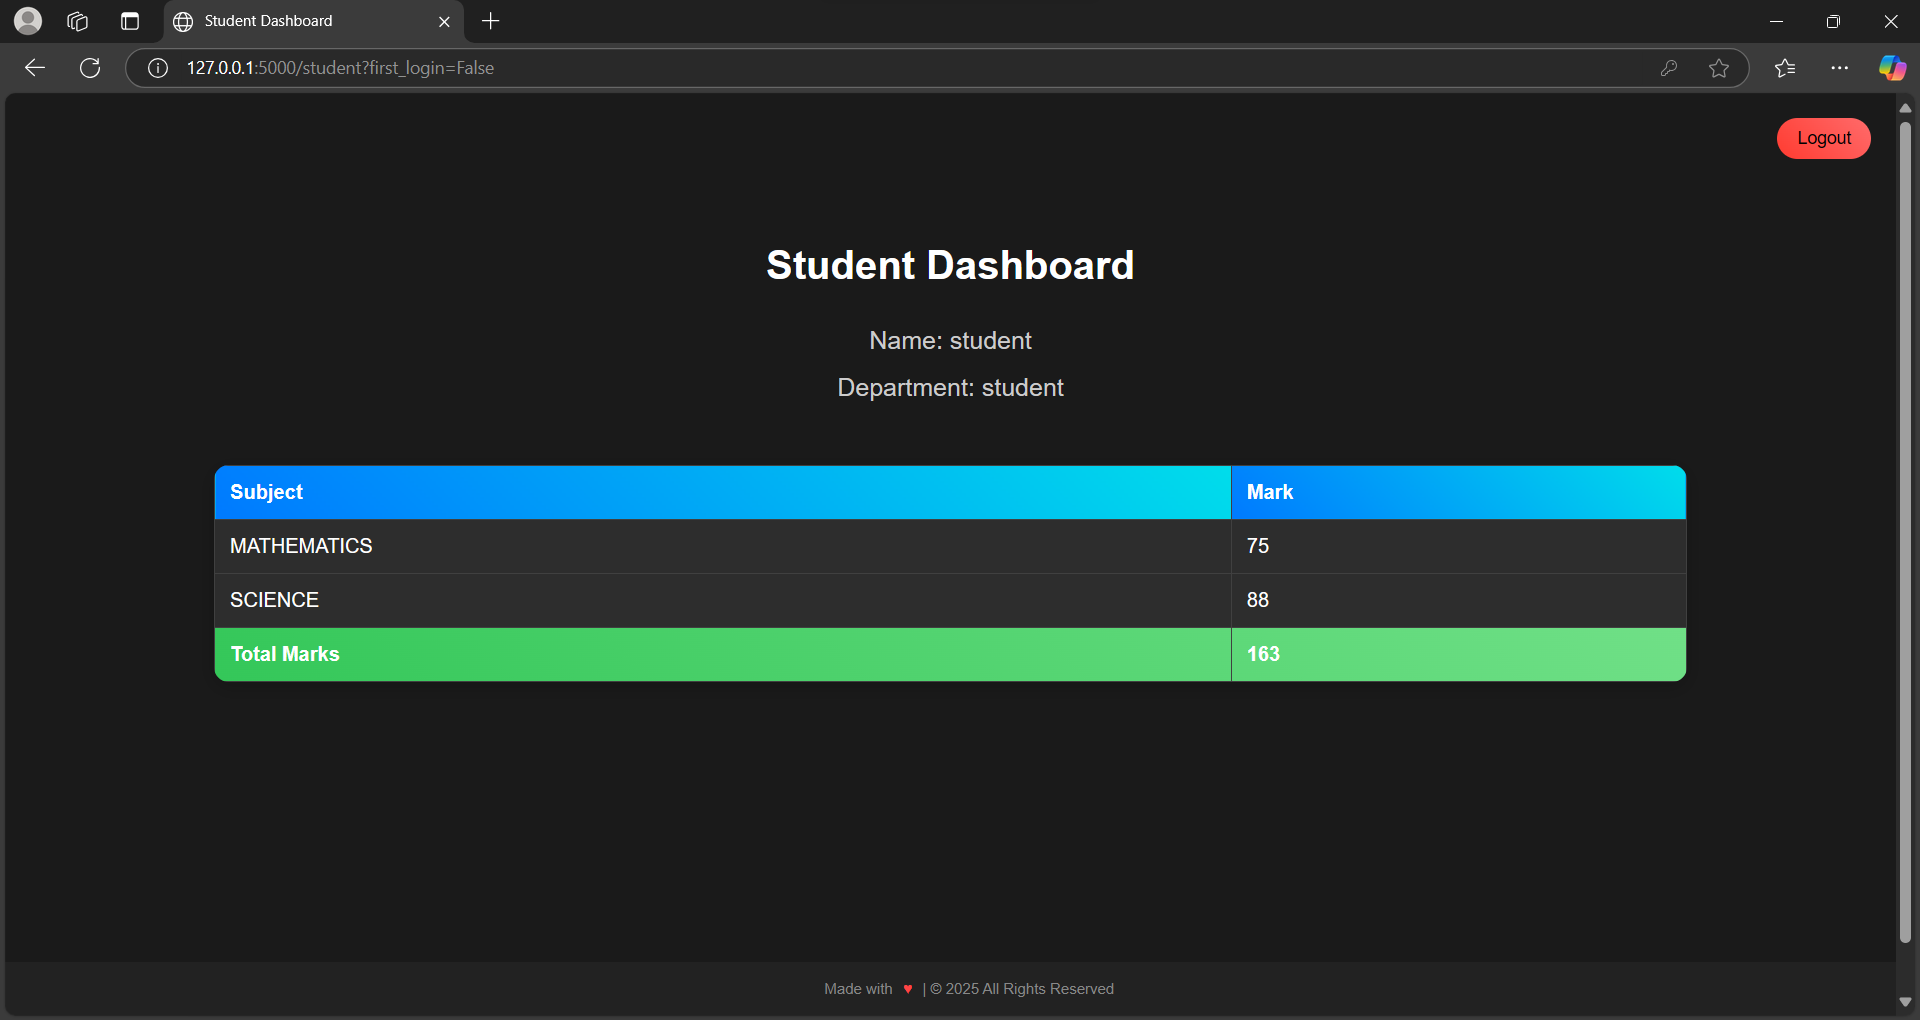 Student Dashboard
127.0.0.1:5000/student?first_login=False
Logout
Student Dashboard
Name: student
Department: student
Subject Mark
MATHEMATICS 75
SCIENCE 88
Total Marks 163
Made with ♥ | © 2025 All Rights Reserved